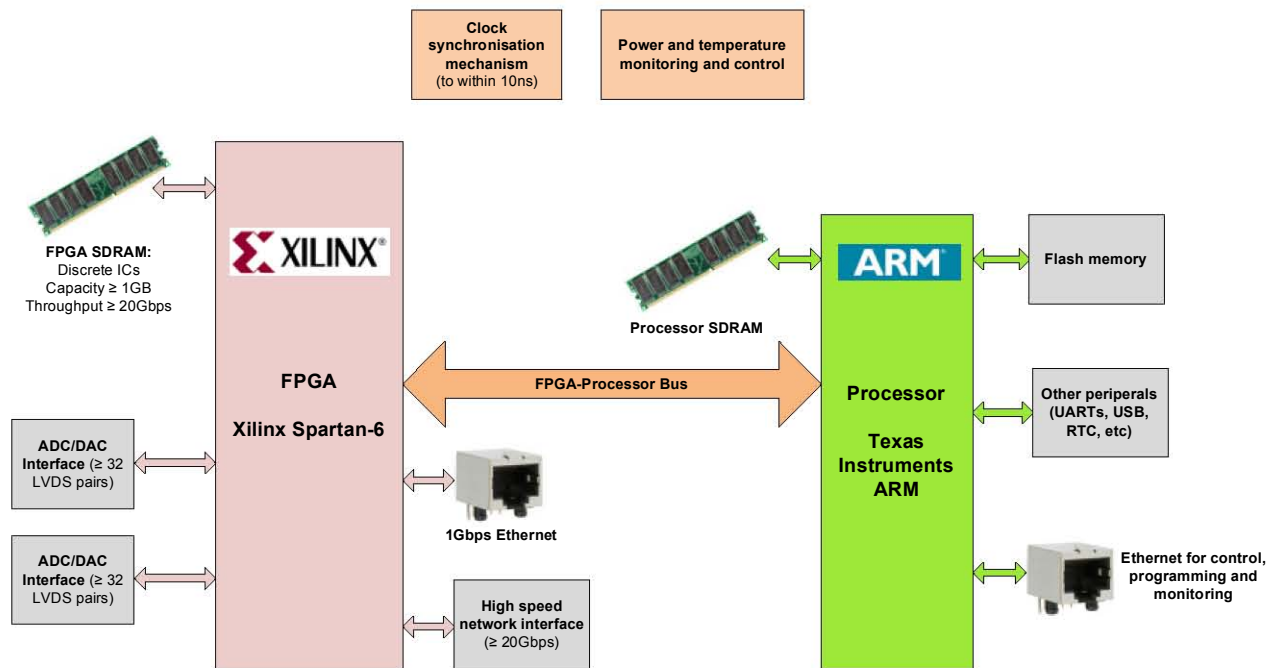 Clock
synchronisation
mechanism
(to within 10ns)
Power and temperature
monitoring and control
FPGA SDRAM:
Discrete ICs
Capacity ≥ 1GB
Throughput ≥ 20Gbps
XILINX®
ARM®
Flash memory
Processor SDRAM
FPGA
Xilinx Spartan-6
FPGA-Processor Bus
Processor
Texas
Instruments
ARM
Other periperals
(UARTs, USB,
RTC, etc)
ADC/DAC
Interface (≥ 32
LVDS pairs)
1Gbps Ethernet
ADC/DAC
Interface (≥ 32
LVDS pairs)
High speed
network interface
(≥ 20Gbps)
Ethernet for control,
programming and
monitoring